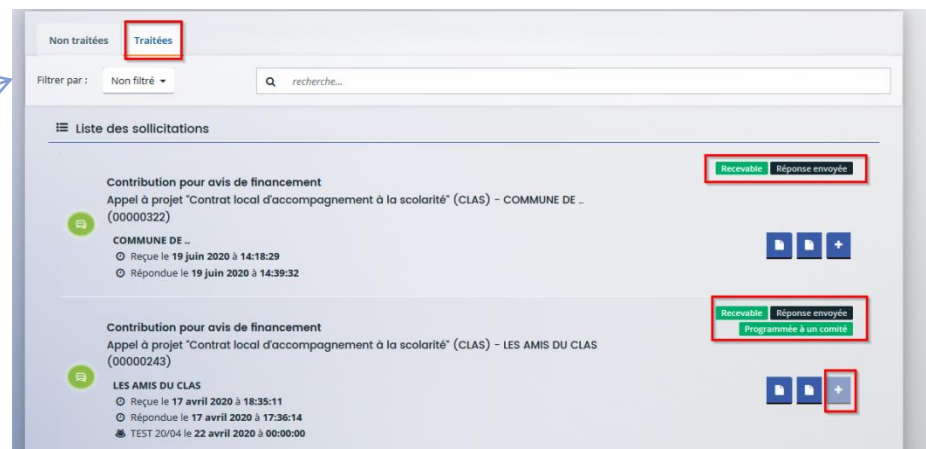 Non traitées Traitées
Filtrer par : Non filtré recherche...
Liste des sollicitations
Recevable Réponse envoyée
Contribution pour avis de financement
Appel à projet "Contrat local d'accompagnement à la scolarité" (CLAS) - COMMUNE DE ..
(00000322)
COMMUNE DE ..
Reçue le 19 juin 2020 à 14:18:29
Répondue le 19 juin 2020 à 14:39:32
Recevable Réponse envoyée
Programmée à un comité
Contribution pour avis de financement
Appel à projet "Contrat local d'accompagnement à la scolarité" (CLAS) - LES AMIS DU CLAS
(00000243)
LES AMIS DU CLAS
Reçue le 17 avril 2020 à 18:35:11
Répondue le 17 avril 2020 à 17:36:14
TEST 20/04 le 22 avril 2020 à 00:00:00